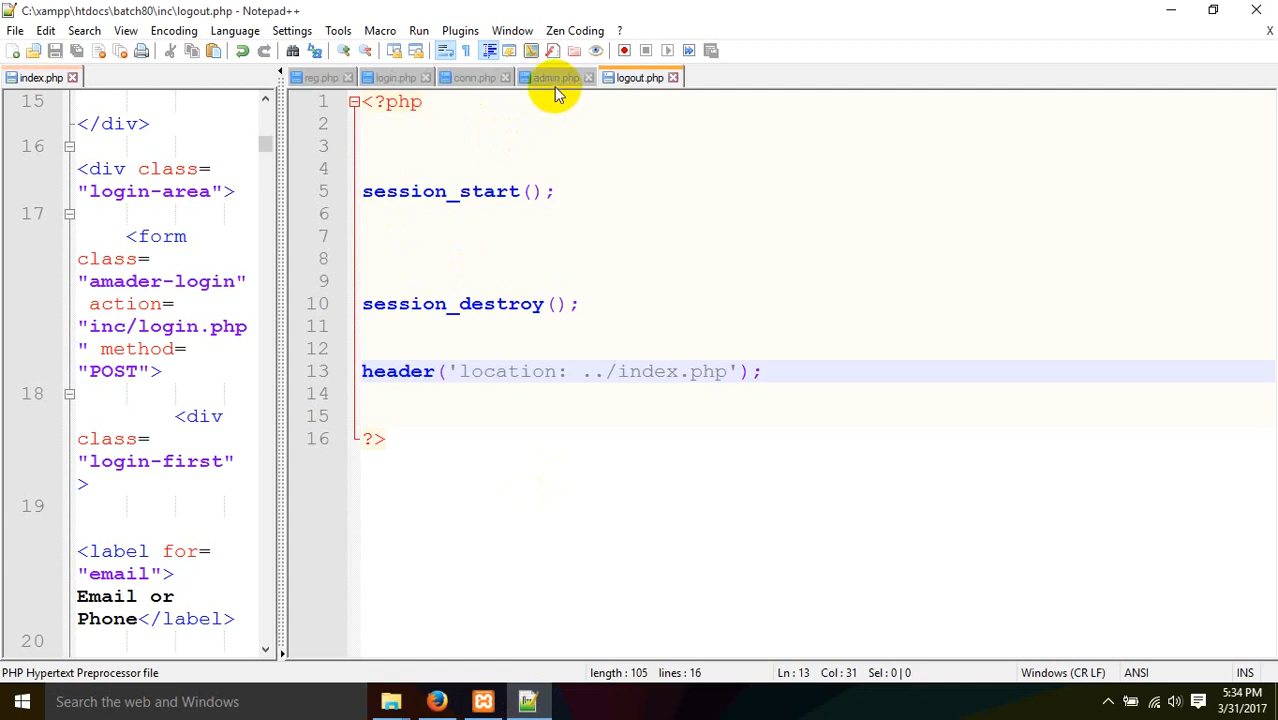 C:\xampp\htdocs\batch80\inc\logout.php - Notepad++
File Edit Search View Encoding Language Settings Tools Macro Run Plugins Window Zen Coding ? X
index.php
reg.php login.php conn.php admin.php logout.php
15
</div>
16
<div class=
"login-area">
17
<form
class=
"amader-login"
action=
"inc/login.php
" method=
"POST">
18
<div
class=
"login-first"
>
19
<label for=
"email">
Email or
Phone</label>
20
1 <?php
2
3
4
5 session_start();
6
7
8
9
10 session_destroy();
11
12
13 header('location: ../index.php');
14
15
16 ?>
PHP Hypertext Preprocessor file length : 105 lines : 16 Ln : 13 Col : 31 Sel : 0 | 0 Windows (CR LF) ANSI INS
Search the web and Windows
5:34 PM
3/31/2017